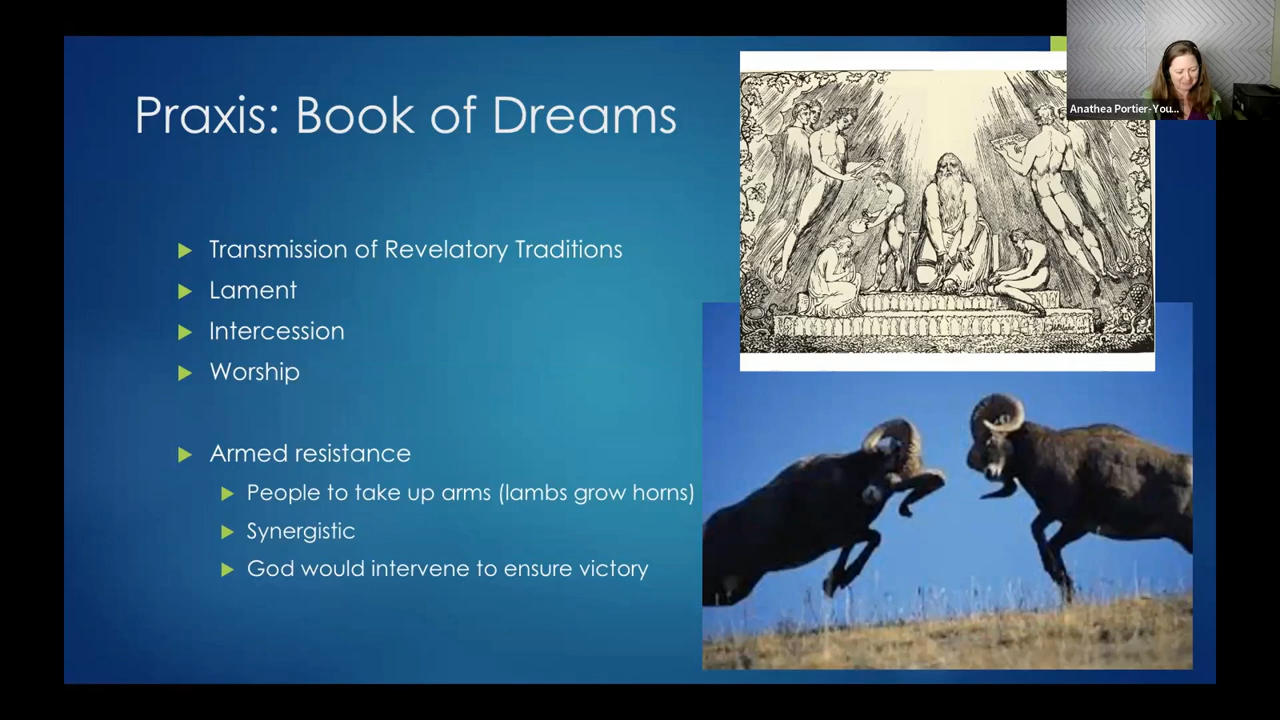 Praxis: Book of Dreams
Transmission of Revelatory Traditions
Lament
Intercession
Worship
Armed resistance
People to take up arms (lambs grow horns)
Synergistic
God would intervene to ensure victory
Anathea Portier-You...